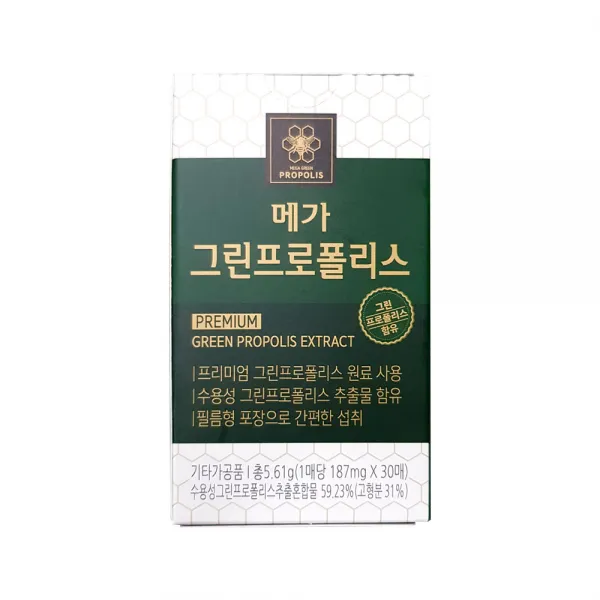 MEGA GREEN
PROPOLIS
메가
그린프로폴리스
그린
프로폴리스
함유
PREMIUM
GREEN PROPOLIS EXTRACT
|프리미엄 그린프로폴리스 원료 사용
|수용성 그린프로폴리스 추출물 함유
|필름형 포장으로 간편한 섭취
기타가공품 | 총5.61g(1매당 187mg X 30매)
수용성그린프로폴리스추출혼합물 59.23%(고형분 31%)